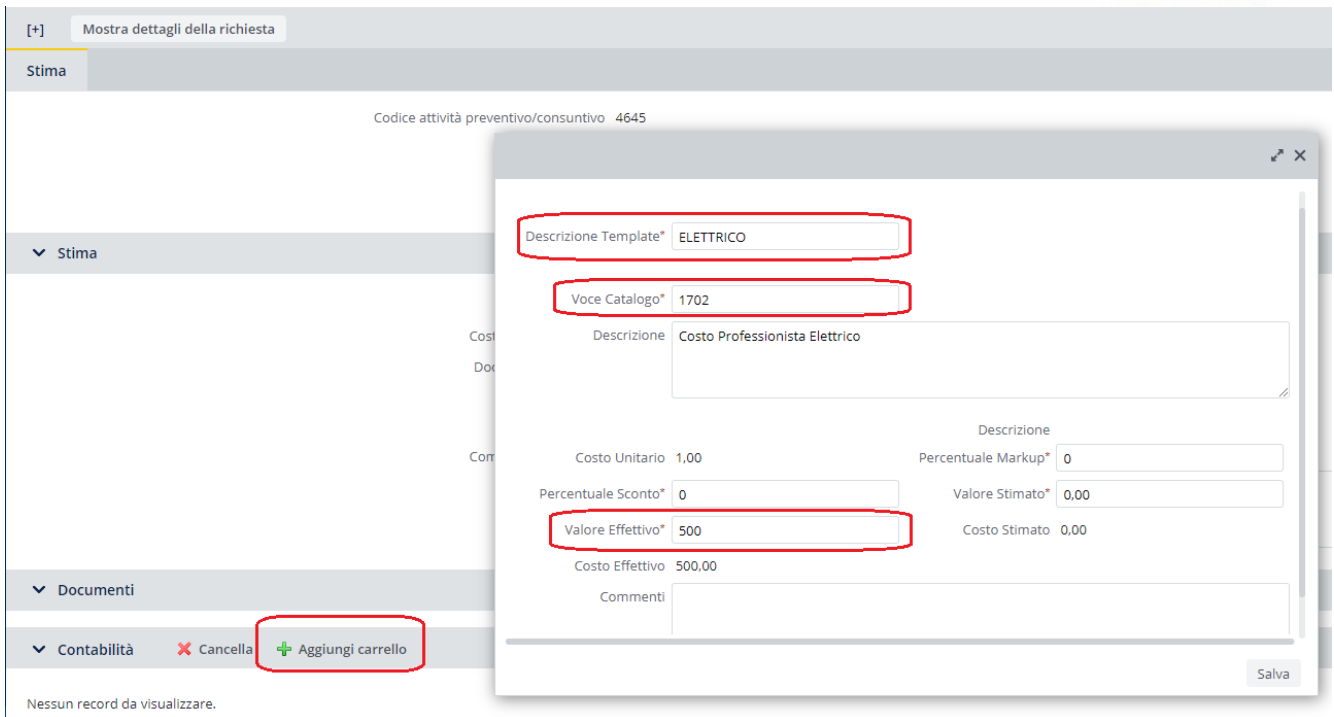 [+] Mostra dettagli della richiesta
Stima
Codice attività preventivo/consuntivo 4645
Descrizione Template* ELETTRICO
Stima
Voce Catalogo* 1702
Cost
Descrizione Costo Professionista Elettrico
Doc
Descrizione
Com
Costo Unitario 1,00 Percentuale Markup* 0
Percentuale Sconto* 0 Valore Stimato* 0,00
Valore Effettivo* 500 Costo Stimato 0,00
Costo Effettivo 500,00
Documenti
Commenti
Contabilità Cancella Aggiungi carrello
Salva
Nessun record da visualizzare.